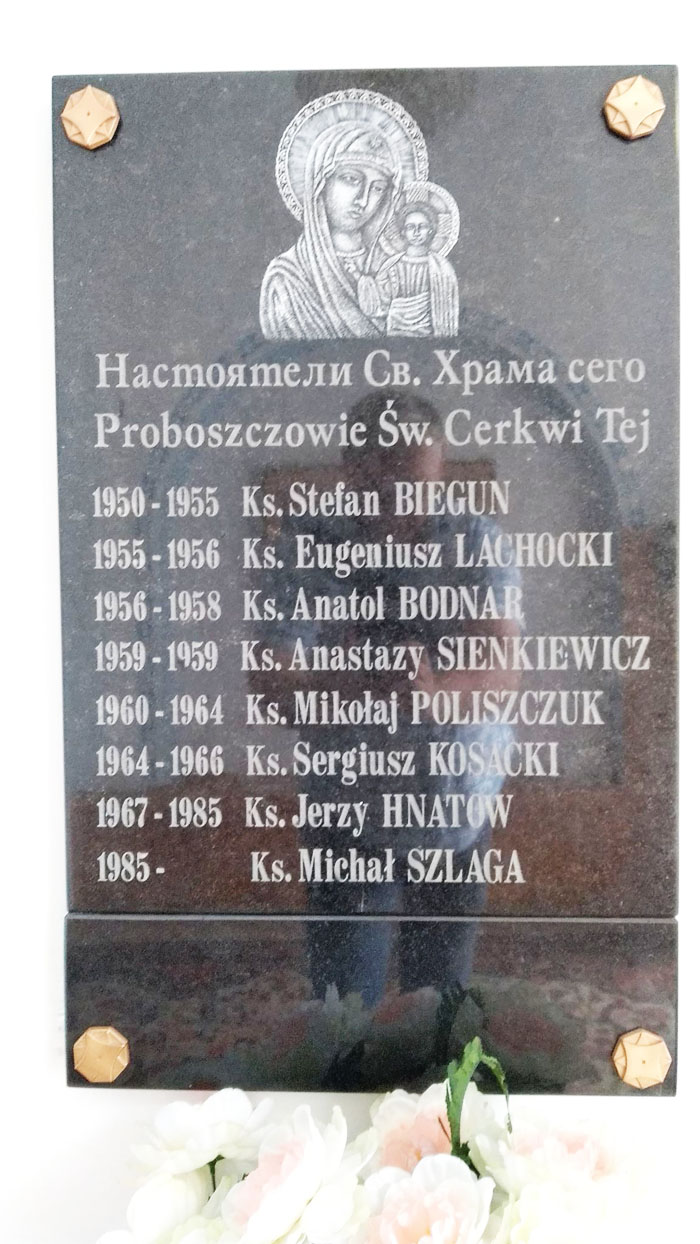 Настоятели Св. Храма сего
Proboszczowie Św. Cerkwi Tej
1950 - 1955 Ks. Stefan BIEGUN
1955 - 1956 Ks. Eugeniusz LACHOCKI
1956 - 1958 Ks. Anatol BODNAR
1959 - 1959 Ks. Anastazy SIENKIEWICZ
1960 - 1964 Ks. Mikołaj POLISZCZUK
1964 - 1966 Ks. Sergiusz KOSACKI
1967 - 1985 Ks. Jerzy HNATOW
1985 - Ks. Michał SZLAGA